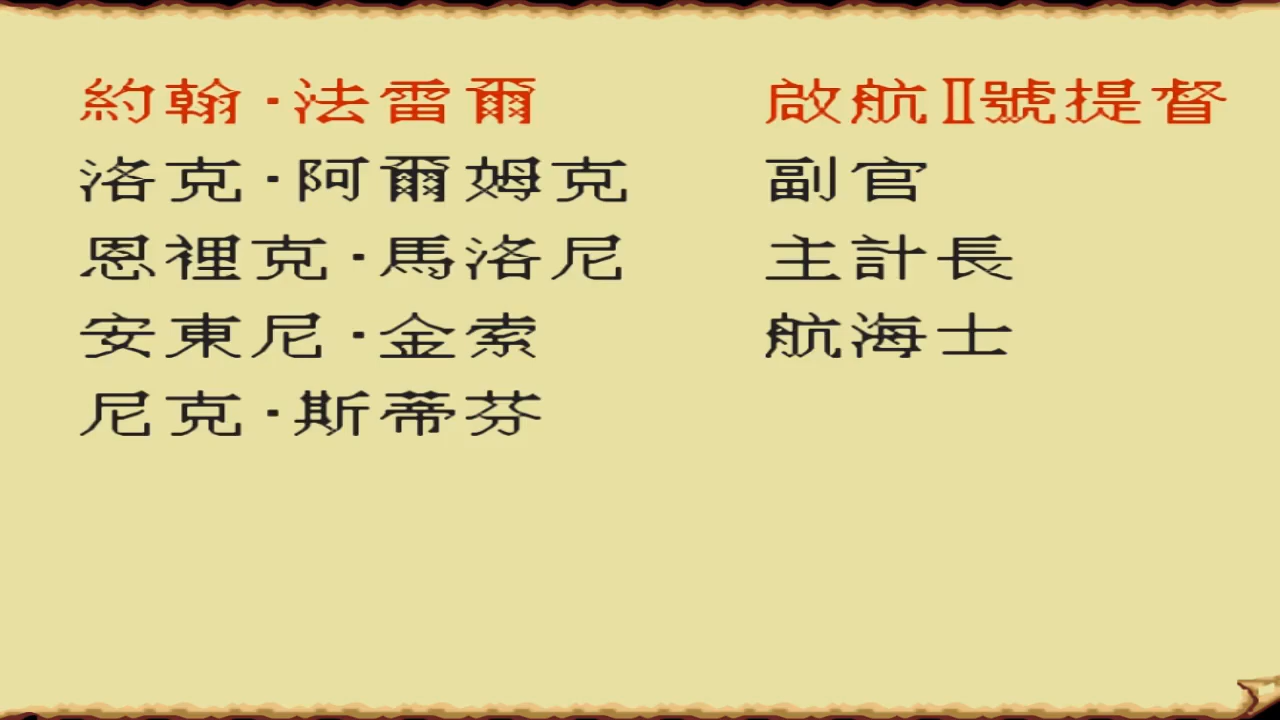 約翰·法雷爾 啟航Ⅱ號提督
洛克·阿爾姆克 副官
恩裡克·馬洛尼 主計長
安東尼·金索 航海士
尼克·斯蒂芬